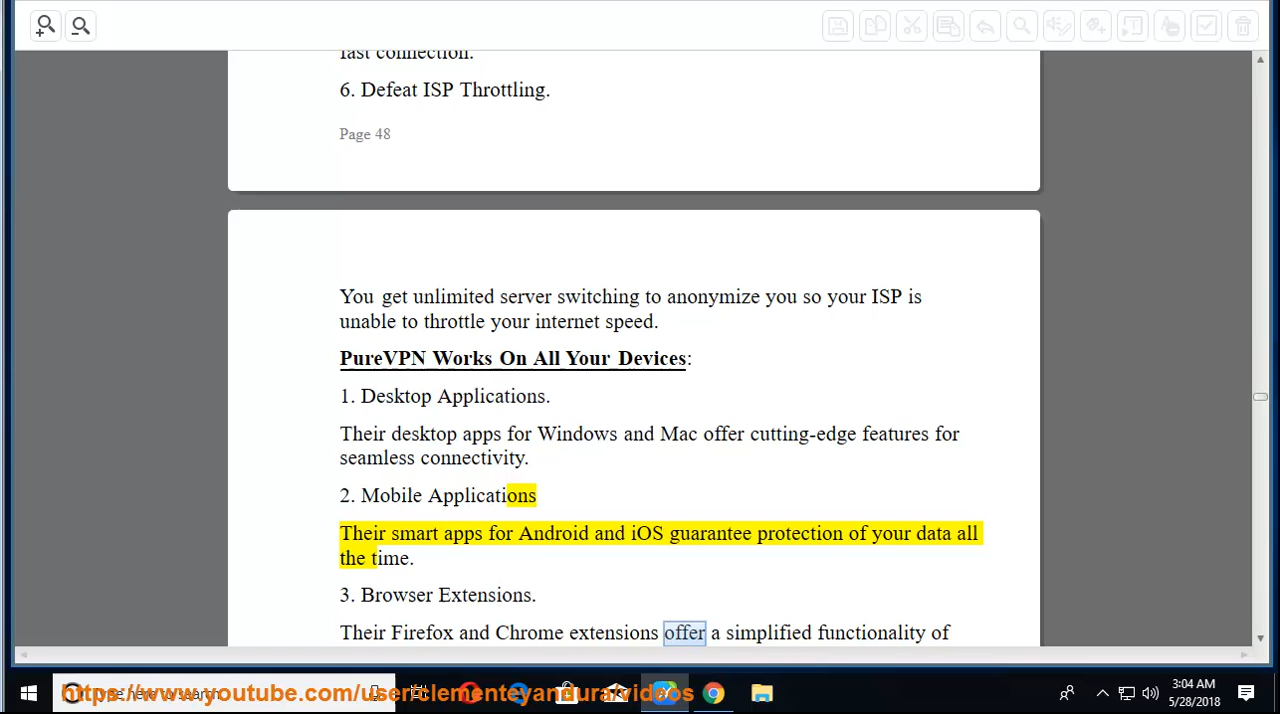 fast connection.
6. Defeat ISP Throttling.
Page 48
You get unlimited server switching to anonymize you so your ISP is
unable to throttle your internet speed.
PureVPN Works On All Your Devices:
1. Desktop Applications.
Their desktop apps for Windows and Mac offer cutting-edge features for
seamless connectivity.
2. Mobile Applications
Their smart apps for Android and iOS guarantee protection of your data all
the time.
3. Browser Extensions.
Their Firefox and Chrome extensions offer a simplified functionality of
https://www.youtube.com/user/clementeyandura/videos
Type here to search
3:04 AM
5/28/2018